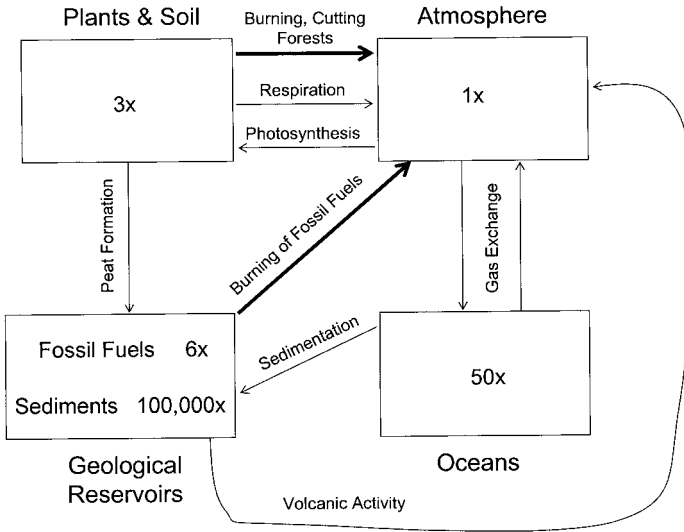 Plants & Soil
Burning, Cutting
Forests
Atmosphere
3x
Respiration
1x
Photosynthesis
Peat Formation
Burning of Fossil Fuels
Gas Exchange
Fossil Fuels 6x
Sediments 100,000x
Sedimentation
50x
Geological
Reservoirs
Oceans
Volcanic Activity